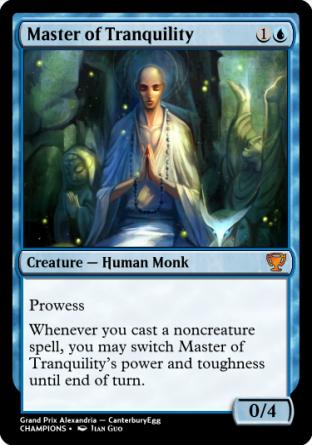 Master of Tranquility 1
Creature — Human Monk
Prowess
Whenever you cast a noncreature
spell, you may switch Master of
Tranquility's power and toughness
until end of turn.
0/4
Grand Prix Alexandria — CanterburyEgg
CHAMPIONS • Jian Guo